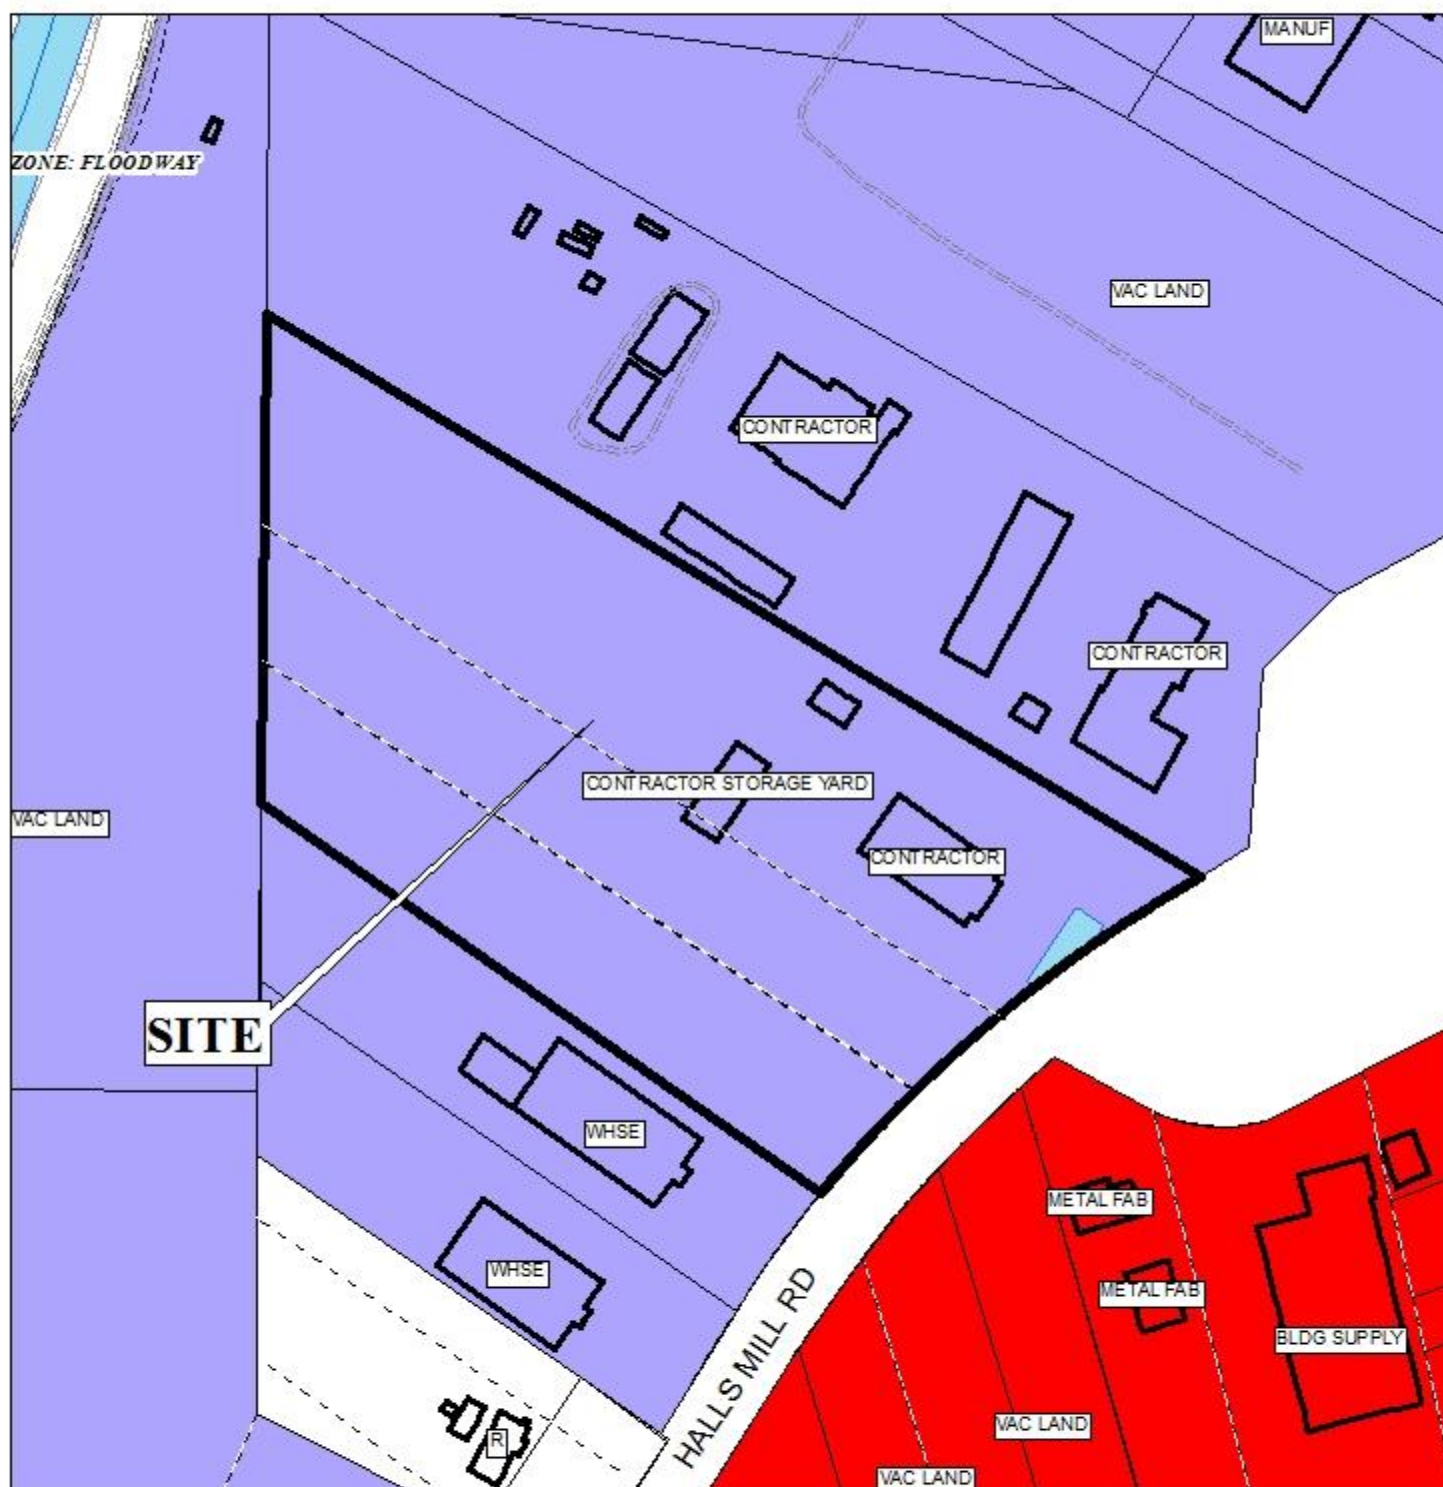 MANUF
ZONE: FLOODWAY
VAC LAND
CONTRACTOR
CONTRACTOR
CONTRACTOR STORAGE YARD
VAC LAND
CONTRACTOR
SITE
WHSE
METAL FAB
WHSE
METAL FAB
HALLS MILL RD
BLDG SUPPLY
VAC LAND
R
VAC LAND